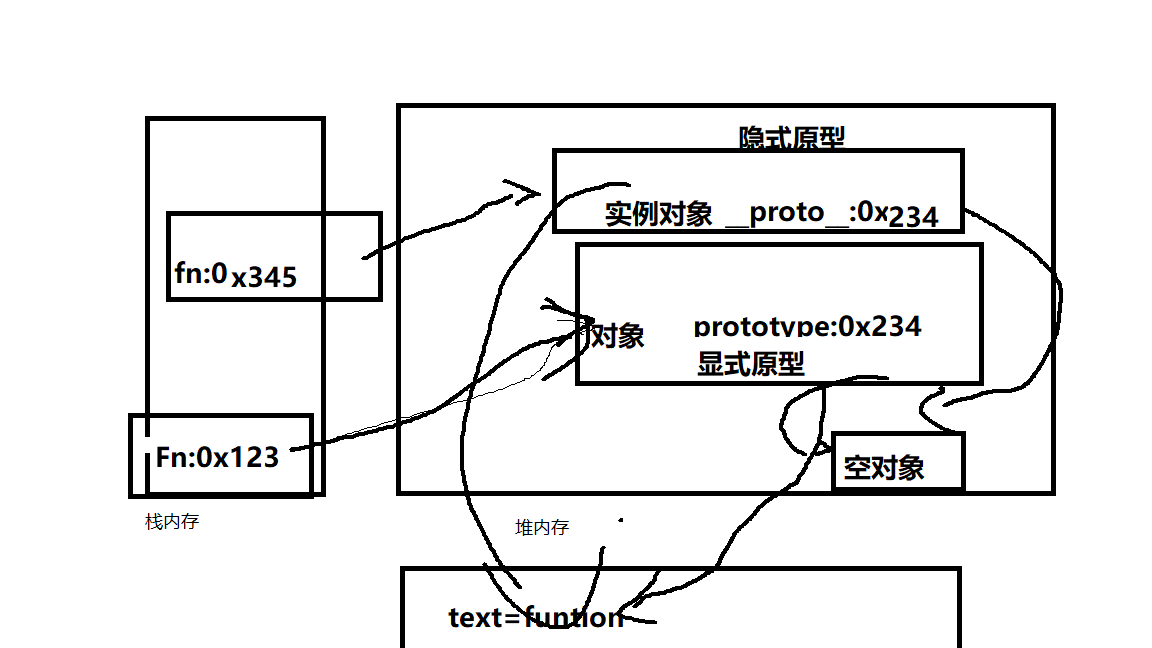 隐式原型
实例对象 __proto__:0x234
fn:0x345
prototype:0x234
对象
显式原型
Fn:0x123
空对象
栈内存
堆内存
text=funtion